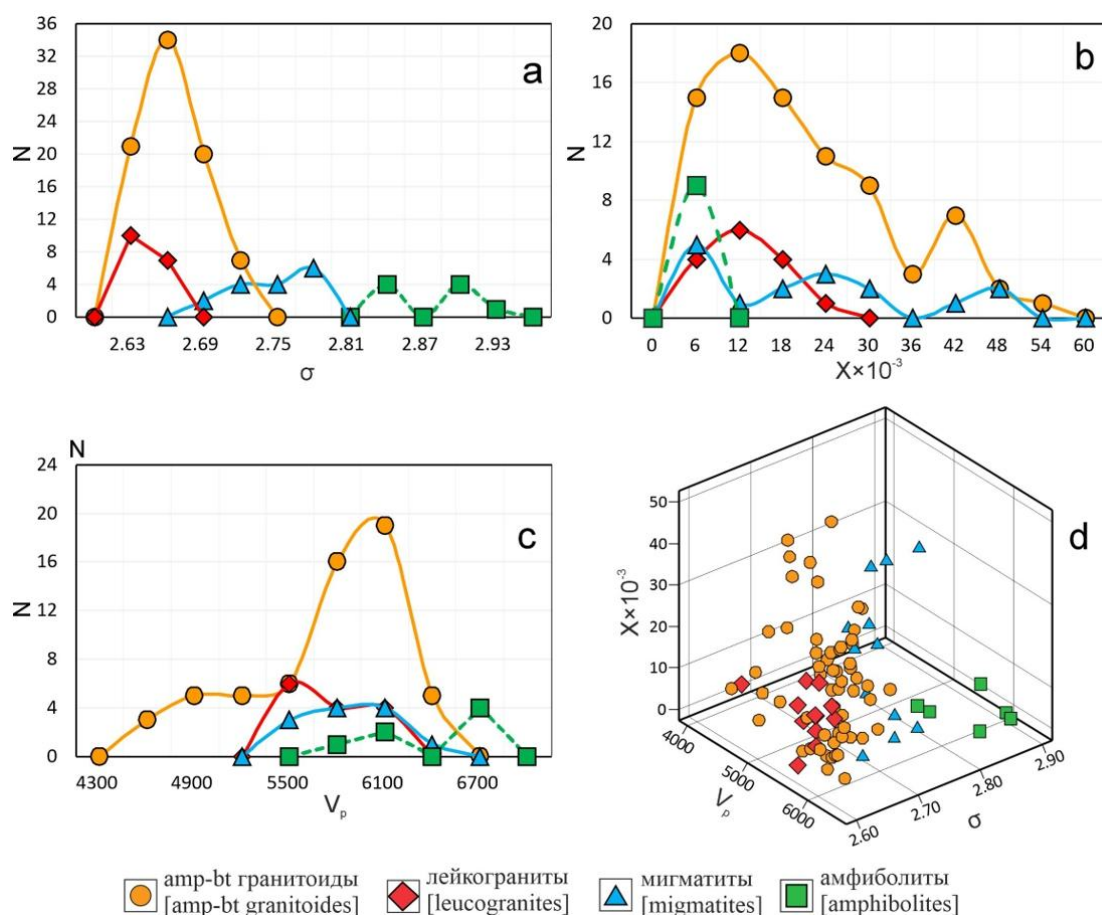 36
32
28
24
20
16
12
8
4
0
N
a
2.63 2.69 2.75 2.81 2.87 2.93
σ
20
16
12
8
4
0
N
b
0 6 12 18 24 30 36 42 48 54 60
X×10⁻³
N
24
20
16
12
8
4
0
N
c
4300 4900 5500 6100 6700
Vₚ
50
40
30
20
10
0
X×10⁻³
d
4000
5000
6000
Vₚ
2.60
2.70
2.80
2.90
σ
amp-bt гранитоиды
[amp-bt granitoides]
лейкограниты
[leucogranites]
мигматиты
[migmatites]
амфиболиты
[amphibolites]